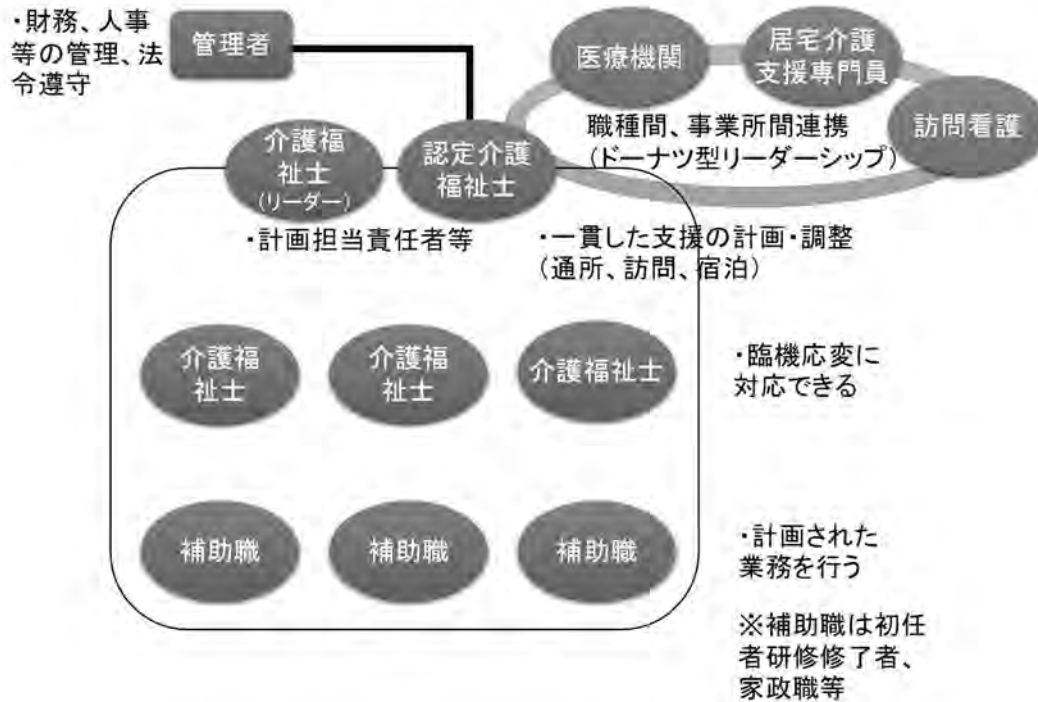 ・財務、人事
等の管理、法
令遵守
管理者
医療機関
居宅介護
支援専門員
訪問看護
職種間、事業所間連携
（ドーナツ型リーダーシップ）
介護福
祉士
(リーダー)
認定介護
福祉士
・計画担当責任者等
・一貫した支援の計画・調整
（通所、訪問、宿泊）
介護福
祉士
介護福
祉士
介護福祉士
・臨機応変に
対応できる
補助職
補助職
補助職
・計画された
業務を行う
※補助職は初任
者研修修了者、
家政職等